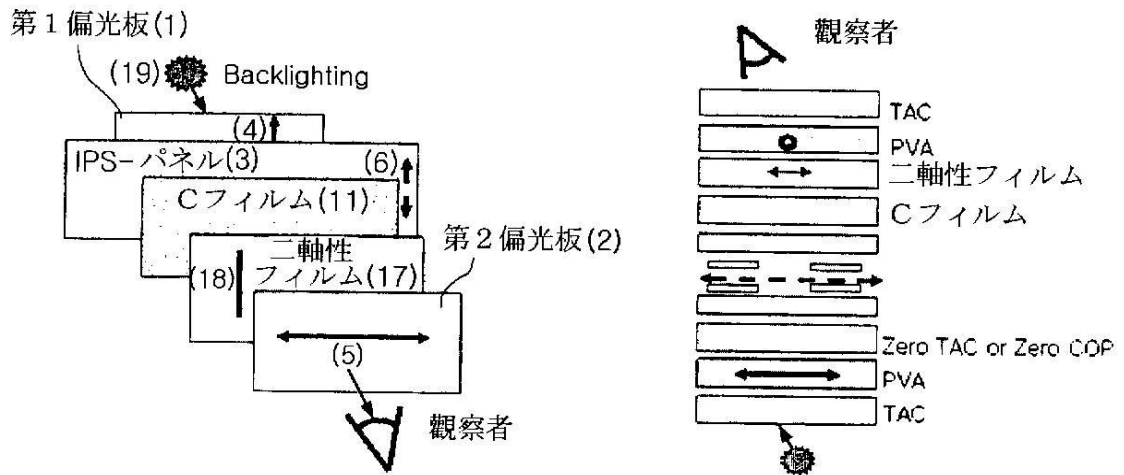 第1偏光板(1)
(19) Backlighting
(4)
IPS-パネル(3)
(6)
Cフィルム(11)
第2偏光板(2)
二軸性
(18)
フィルム(17)
(5)
觀察者
觀察者
TAC
PVA
二軸性フィルム
Cフィルム
Zero TAC or Zero COP
PVA
TAC